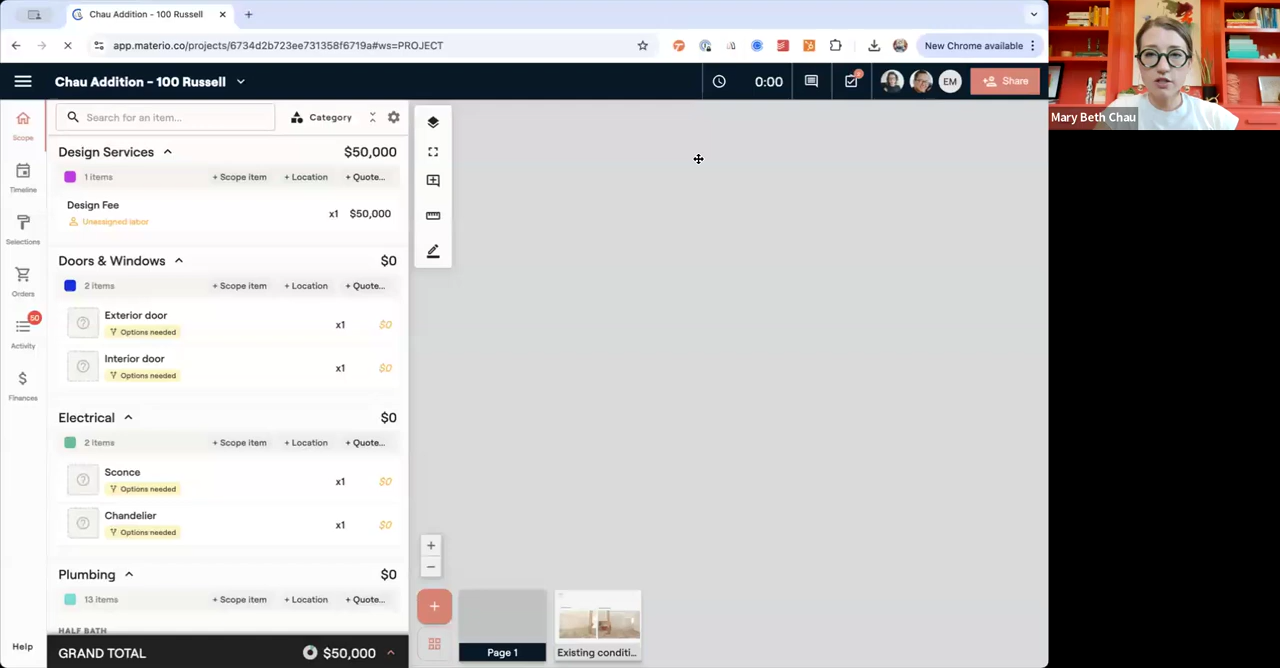 Chau Addition - 100 Russell
app.materio.co/projects/6734d2b723ee731358f6719a#ws=PROJECT
New Chrome available
Chau Addition - 100 Russell
0:00
EM
Share
Mary Beth Chau
Scope
Timeline
Selections
Orders
50
Activity
Finances
Help
Search for an item...
Category
Design Services
$50,000
1 items
+ Scope item
+ Location
+ Quote...
Design Fee
Unassigned labor
x1
$50,000
Doors & Windows
$0
2 items
+ Scope item
+ Location
+ Quote...
Exterior door
Options needed
x1
$0
Interior door
Options needed
x1
$0
Electrical
$0
2 items
+ Scope item
+ Location
+ Quote...
Sconce
Options needed
x1
$0
Chandelier
Options needed
x1
$0
Plumbing
$0
13 items
+ Scope item
+ Location
+ Quote...
HALF BATH
GRAND TOTAL
$50,000
Page 1
Existing conditi...